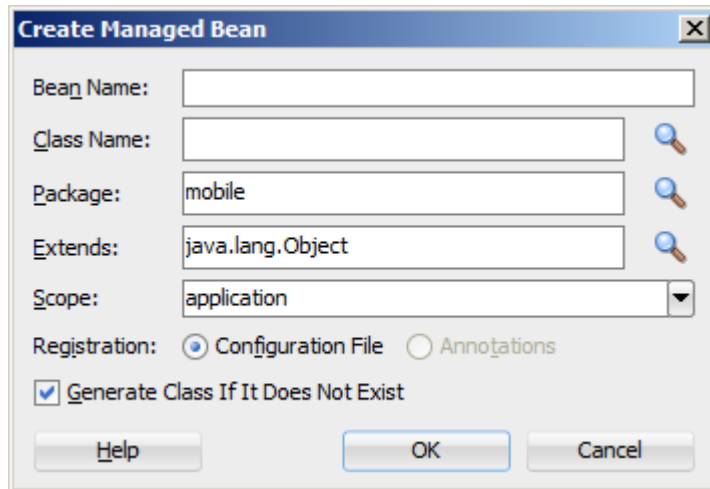 Create Managed Bean
Bean Name:
Class Name:
Package: mobile
Extends: java.lang.Object
Scope: application
Registration: Configuration File Annotations
Generate Class If It Does Not Exist
Help OK Cancel